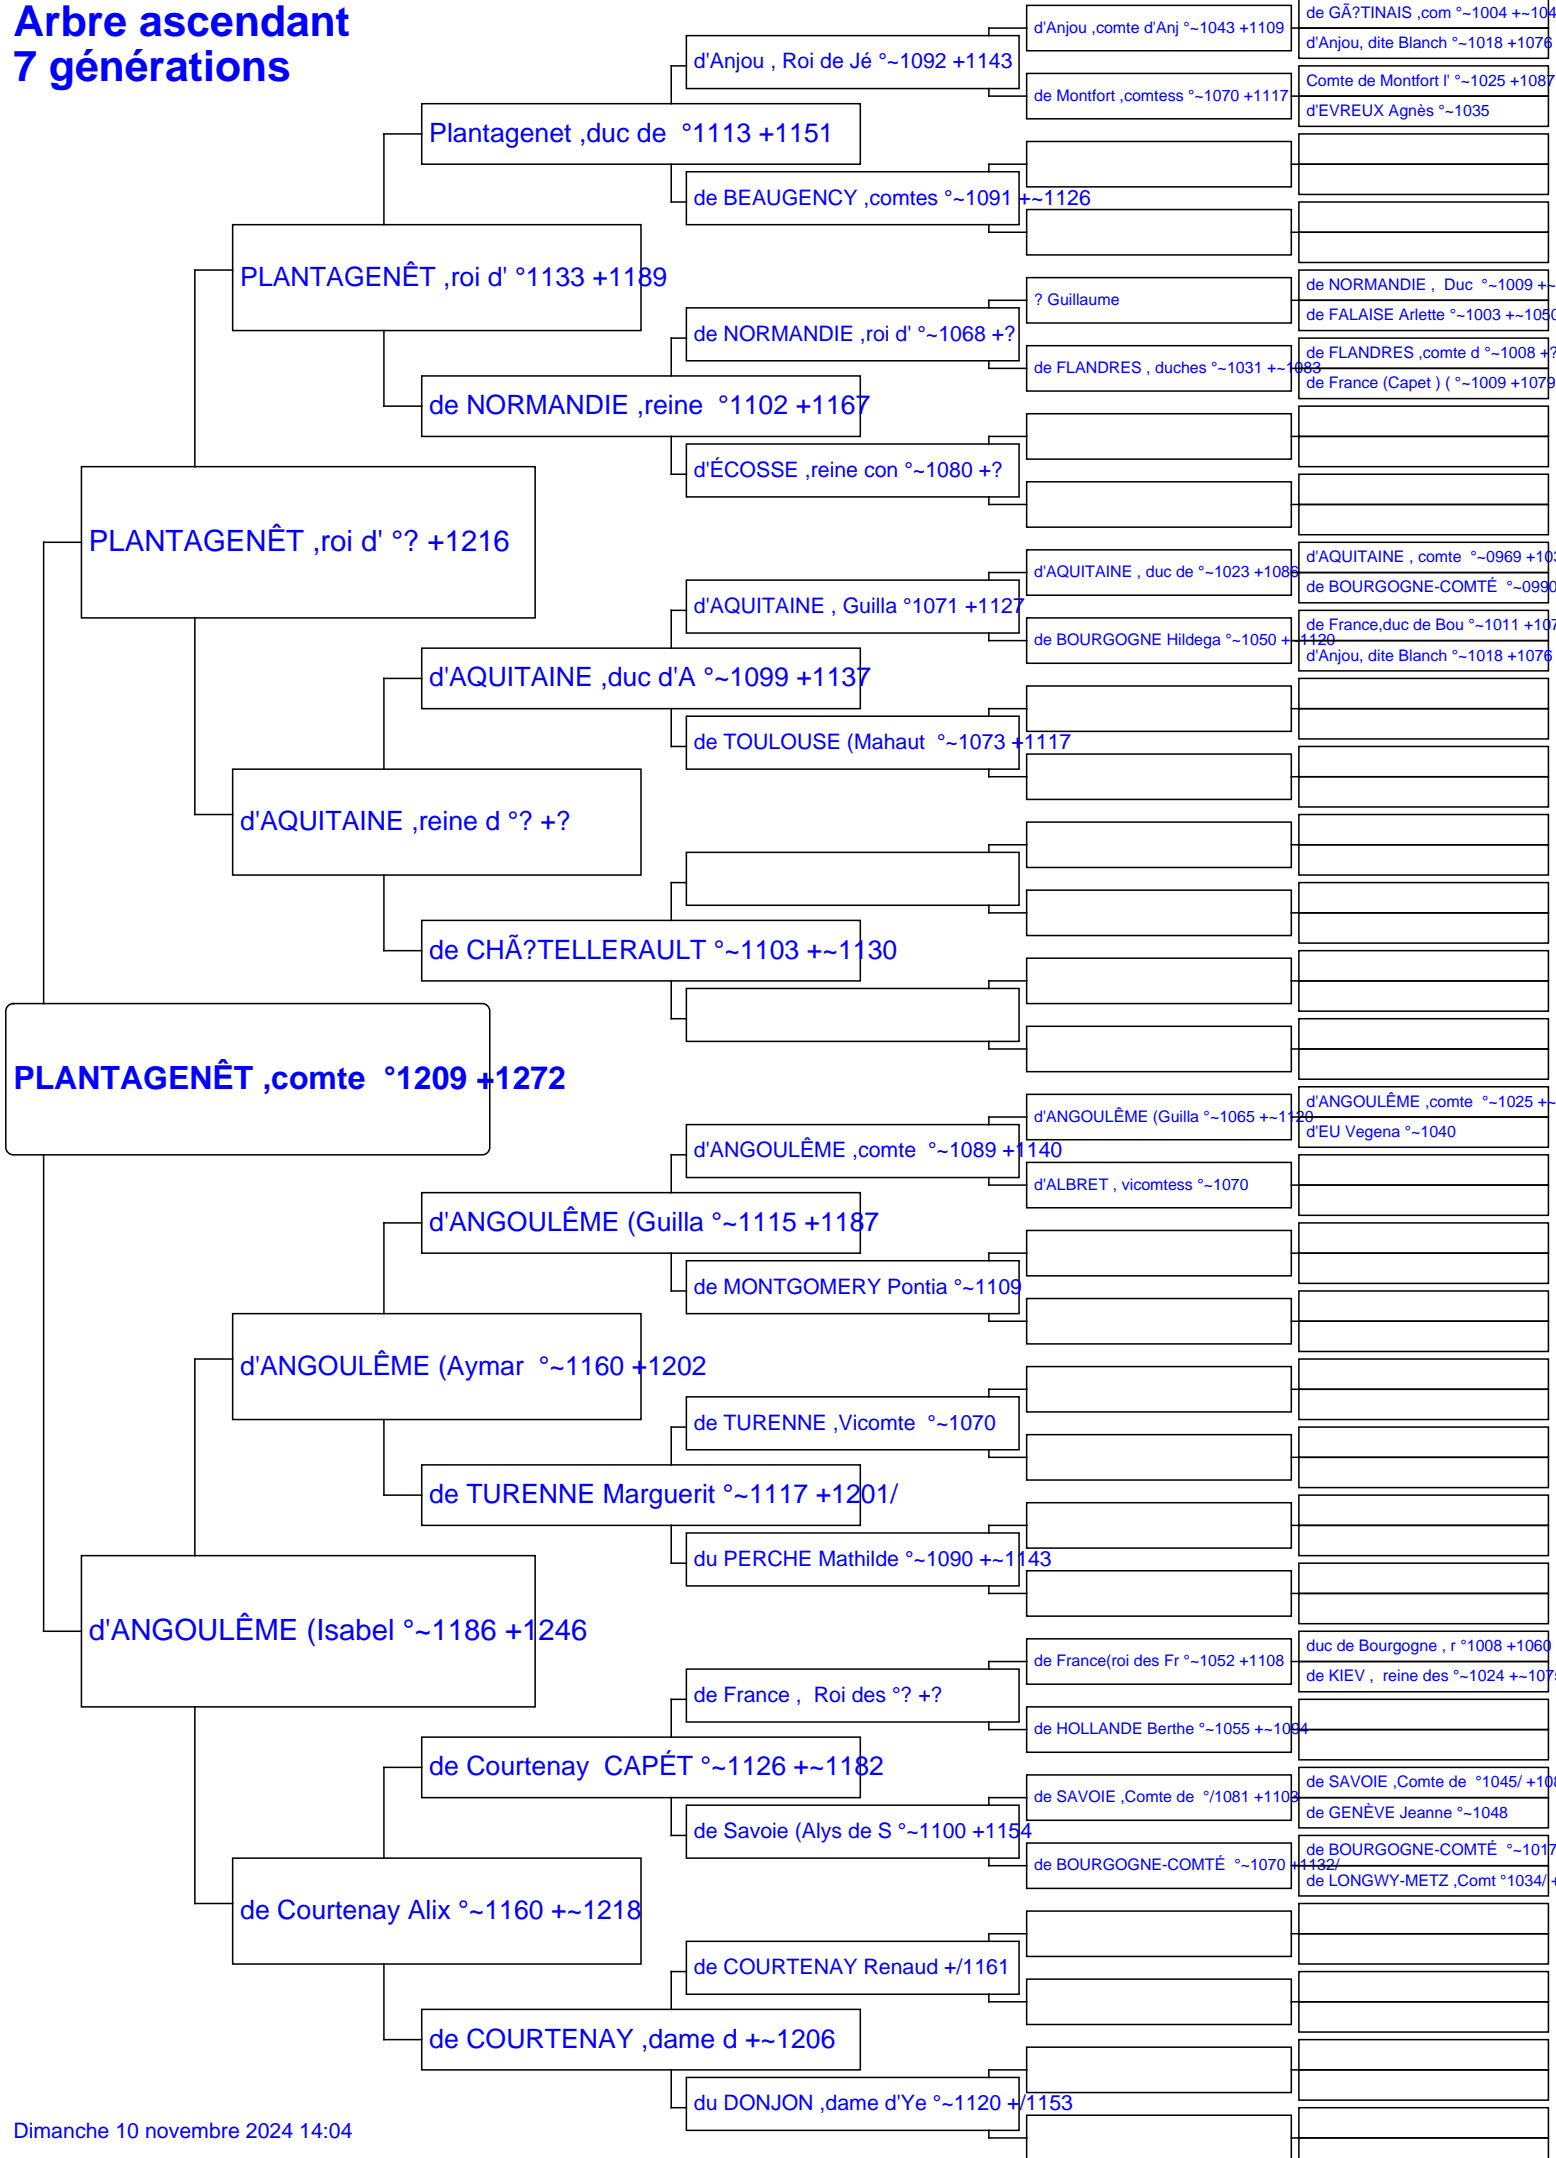 Arbre ascendant
7 générations
d'Anjou ,comte d'Anj °~1043 +1109
de GÃ?TINAIS ,com °~1004 +~104
d'Anjou, dite Blanch °~1018 +1076
d'Anjou , Roi de Jé °~1092 +1143
Comte de Montfort l' °~1025 +1087
de Montfort ,comtess °~1070 +1117
d'EVREUX Agnès °~1035
Plantagenet ,duc de  °1113 +1151
de BEAUGENCY ,comtes °~1091 +~1126
PLANTAGENÊT ,roi d' °1133 +1189
de NORMANDIE ,  Duc  °~1009 +~
? Guillaume
de FALAISE Arlette °~1003 +~1050
de NORMANDIE ,roi d' °~1068 +?
de FLANDRES ,comte d °~1008 +?
de FLANDRES , duches °~1031 +~1083
de France (Capet ) ( °~1009 +1079
de NORMANDIE ,reine  °1102 +1167
d'ÉCOSSE ,reine con °~1080 +?
PLANTAGENÊT ,roi d' °? +1216
d'AQUITAINE , comte  °~0969 +103
d'AQUITAINE , duc de °~1023 +1086
de BOURGOGNE-COMTÉ  °~0990
d'AQUITAINE , Guilla °1071 +1127
de France,duc de Bou °~1011 +107
de BOURGOGNE Hildega °~1050 +~1120
d'Anjou, dite Blanch °~1018 +1076
d'AQUITAINE ,duc d'A °~1099 +1137
de TOULOUSE (Mahaut  °~1073 +1117
d'AQUITAINE ,reine d °? +?
de CHÃ?TELLERAULT °~1103 +~1130
PLANTAGENÊT ,comte  °1209 +1272
d'ANGOULÊME ,comte  °~1025 +~
d'ANGOULÊME (Guilla °~1065 +~1120
d'EU Vegena °~1040
d'ANGOULÊME ,comte  °~1089 +1140
d'ALBRET , vicomtess °~1070
d'ANGOULÊME (Guilla °~1115 +1187
de MONTGOMERY Pontia °~1109
d'ANGOULÊME (Aymar  °~1160 +1202
de TURENNE ,Vicomte  °~1070
de TURENNE Marguerit °~1117 +1201/
du PERCHE Mathilde °~1090 +~1143
d'ANGOULÊME (Isabel °~1186 +1246
duc de Bourgogne , r °1008 +1060
de France(roi des Fr °~1052 +1108
de KIEV ,  reine des °~1024 +~1075
de France ,  Roi des °? +?
de HOLLANDE Berthe °~1055 +~1094
de Courtenay  CAPÉT °~1126 +~1182
de SAVOIE ,Comte de  °1045/ +108
de SAVOIE ,Comte de  °/1081 +1103
de GENÈVE Jeanne °~1048
de Savoie (Alys de S °~1100 +1154
de BOURGOGNE-COMTÉ  °~1017
de BOURGOGNE-COMTÉ  °~1070 +1132/
de LONGWY-METZ ,Comt °1034/ +
de Courtenay Alix °~1160 +~1218
de COURTENAY Renaud +/1161
de COURTENAY ,dame d +~1206
du DONJON ,dame d'Ye °~1120 +/1153
Dimanche 10 novembre 2024 14:04